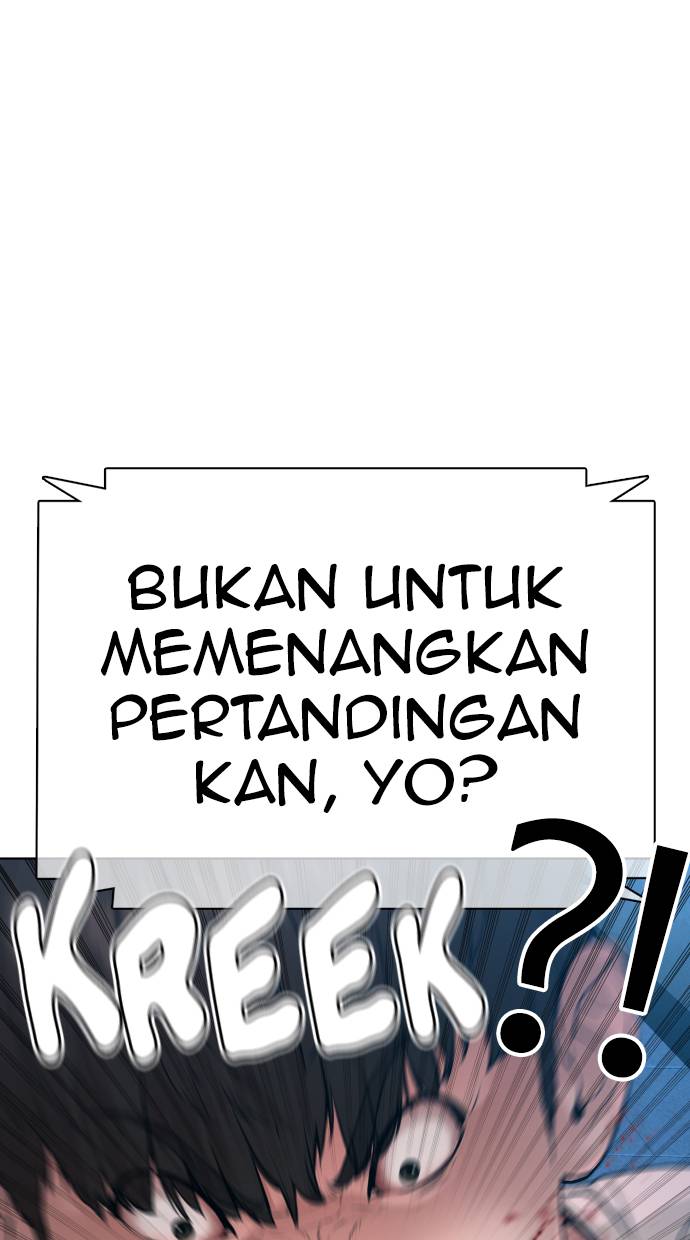 BUKAN UNTUK
MEMENANGKAN
PERTANDINGAN
KAN, YO?
KREEK
?!